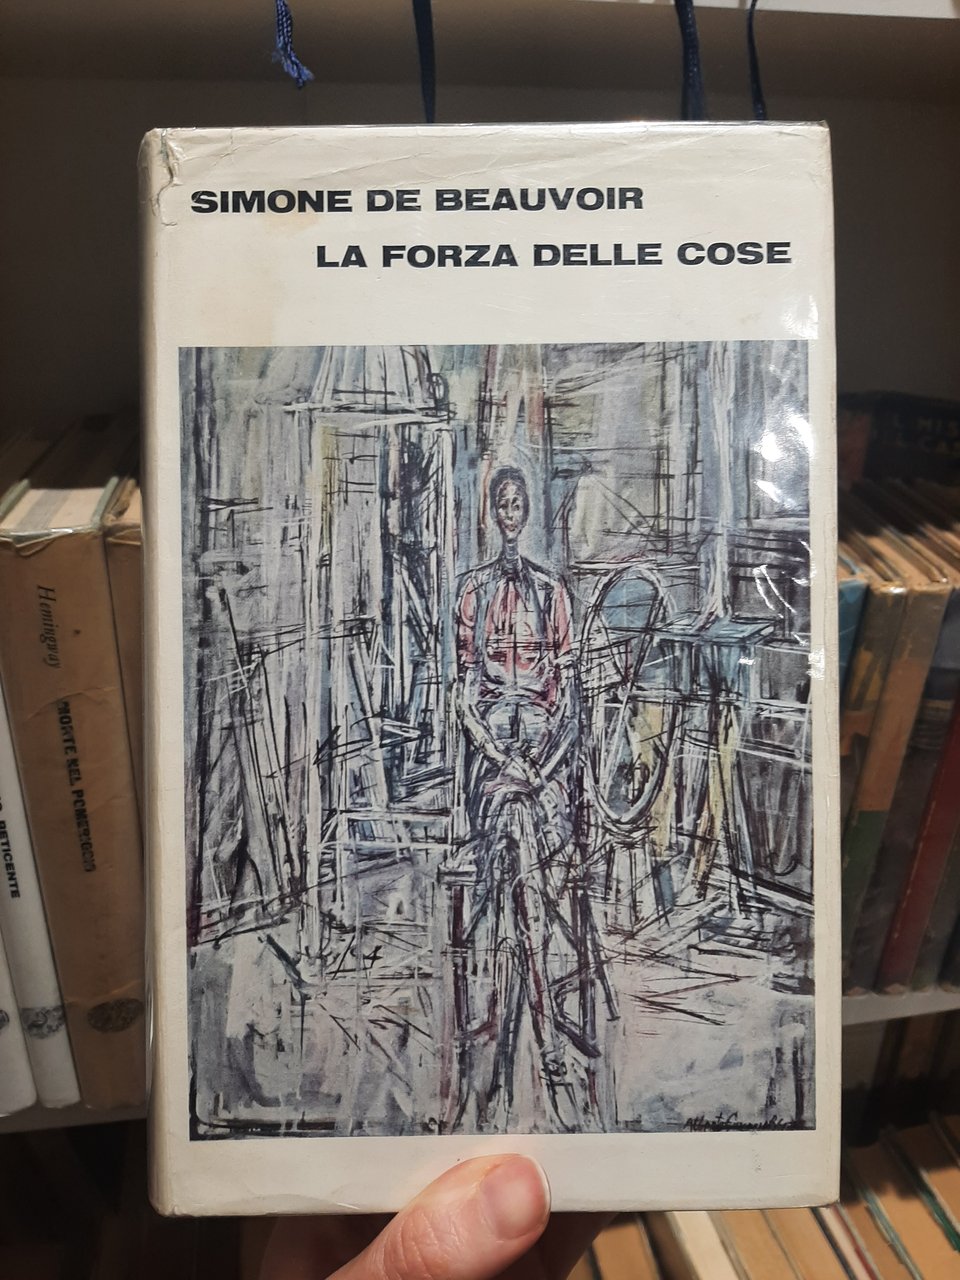 SIMONE DE BEAUVOIR
LA FORZA DELLE COSE
Hemingway
MORTE NEL POMERIGGIO
RETICENTE